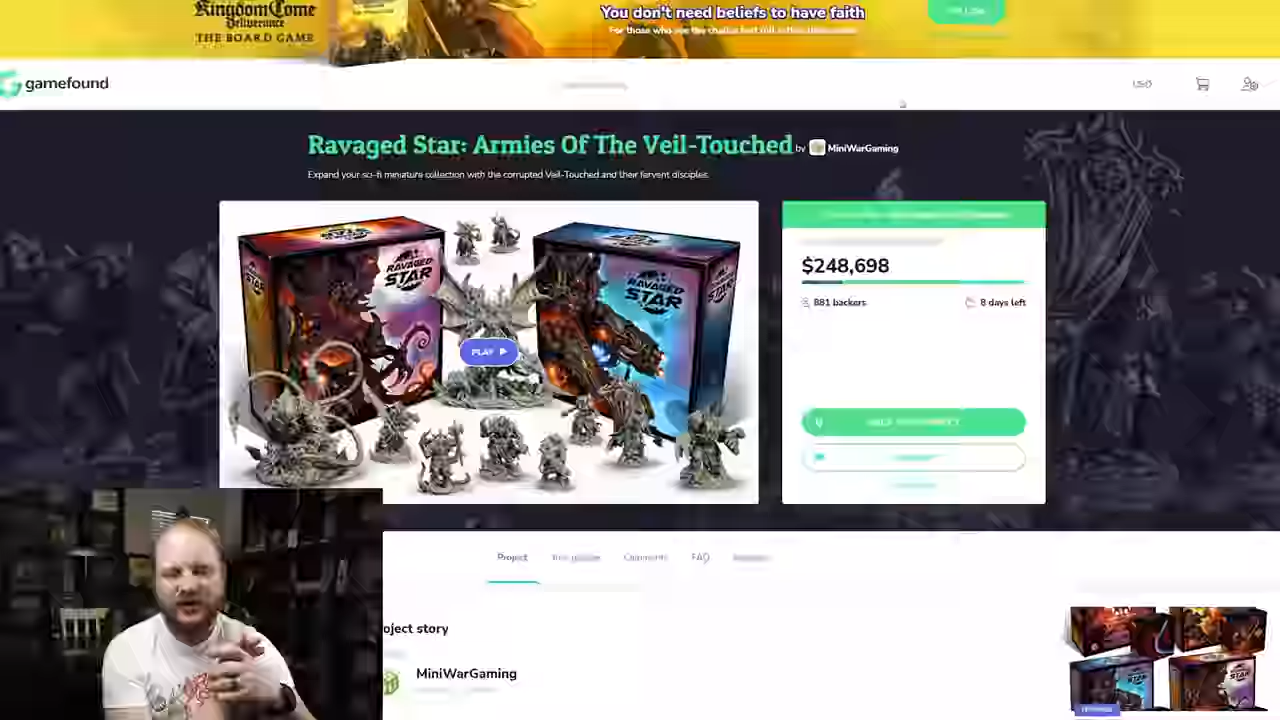 KingdomCome
Deliverance
THE BOARD GAME
You don't need beliefs to have faith
gamefound
USD
Ravaged Star: Armies Of The Veil-Touched by MiniWarGaming
Expand your sci-fi miniature collection with the corrupted Veil-Touched and their fervent disciples.
RAVAGED
STAR
RAVAGED
STAR
PLAY
$248,698
881 backers
8 days left
Project
Comments
FAQ
oject story
MiniWarGaming